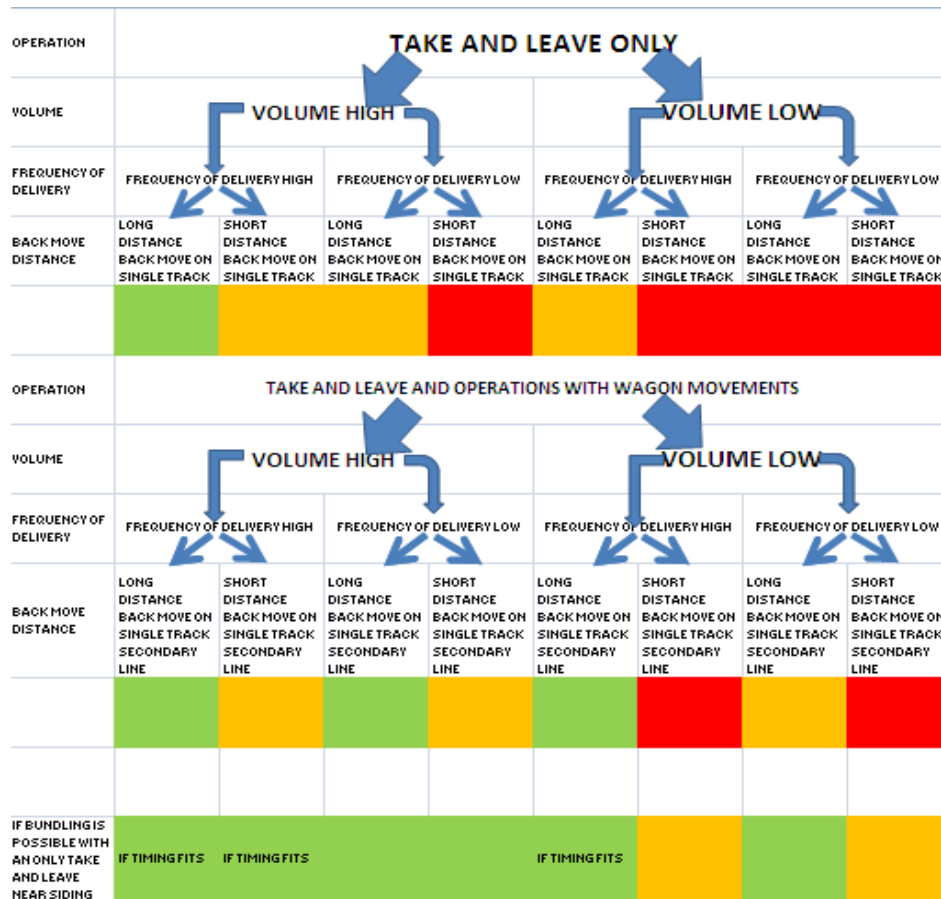 OPERATION
TAKE AND LEAVE ONLY
VOLUME
VOLUME HIGH
VOLUME LOW
FREQUENCY OF
DELIVERY
FREQUENCY OF DELIVERY HIGH
FREQUENCY OF DELIVERY LOW
FREQUENCY OF DELIVERY HIGH
FREQUENCY OF DELIVERY LOW
BACK MOVE
DISTANCE
LONG
DISTANCE
BACK MOVE ON
SINGLE TRACK
SHORT
DISTANCE
BACK MOVE ON
SINGLE TRACK
LONG
DISTANCE
BACK MOVE ON
SINGLE TRACK
SHORT
DISTANCE
BACK MOVE ON
SINGLE TRACK
LONG
DISTANCE
BACK MOVE ON
SINGLE TRACK
SHORT
DISTANCE
BACK MOVE ON
SINGLE TRACK
LONG
DISTANCE
BACK MOVE ON
SINGLE TRACK
SHORT
DISTANCE
BACK MOVE ON
SINGLE TRACK
OPERATION
TAKE AND LEAVE AND OPERATIONS WITH WAGON MOVEMENTS
VOLUME
VOLUME HIGH
VOLUME LOW
FREQUENCY OF
DELIVERY
FREQUENCY OF DELIVERY HIGH
FREQUENCY OF DELIVERY LOW
FREQUENCY OF DELIVERY HIGH
FREQUENCY OF DELIVERY LOW
BACK MOVE
DISTANCE
LONG
DISTANCE
BACK MOVE ON
SINGLE TRACK
SECONDARY
LINE
SHORT
DISTANCE
BACK MOVE ON
SINGLE TRACK
SECONDARY
LINE
LONG
DISTANCE
BACK MOVE ON
SINGLE TRACK
SECONDARY
LINE
SHORT
DISTANCE
BACK MOVE ON
SINGLE TRACK
SECONDARY
LINE
LONG
DISTANCE
BACK MOVE ON
SINGLE TRACK
SECONDARY
LINE
SHORT
DISTANCE
BACK MOVE ON
SINGLE TRACK
SECONDARY
LINE
LONG
DISTANCE
BACK MOVE ON
SINGLE TRACK
SECONDARY
LINE
SHORT
DISTANCE
BACK MOVE ON
SINGLE TRACK
SECONDARY
LINE
IF BUNDLING IS
POSSIBLE WITH
AN ONLY TAKE
AND LEAVE
NEAR SIDING
IF TIMING FITS
IF TIMING FITS
IF TIMING FITS